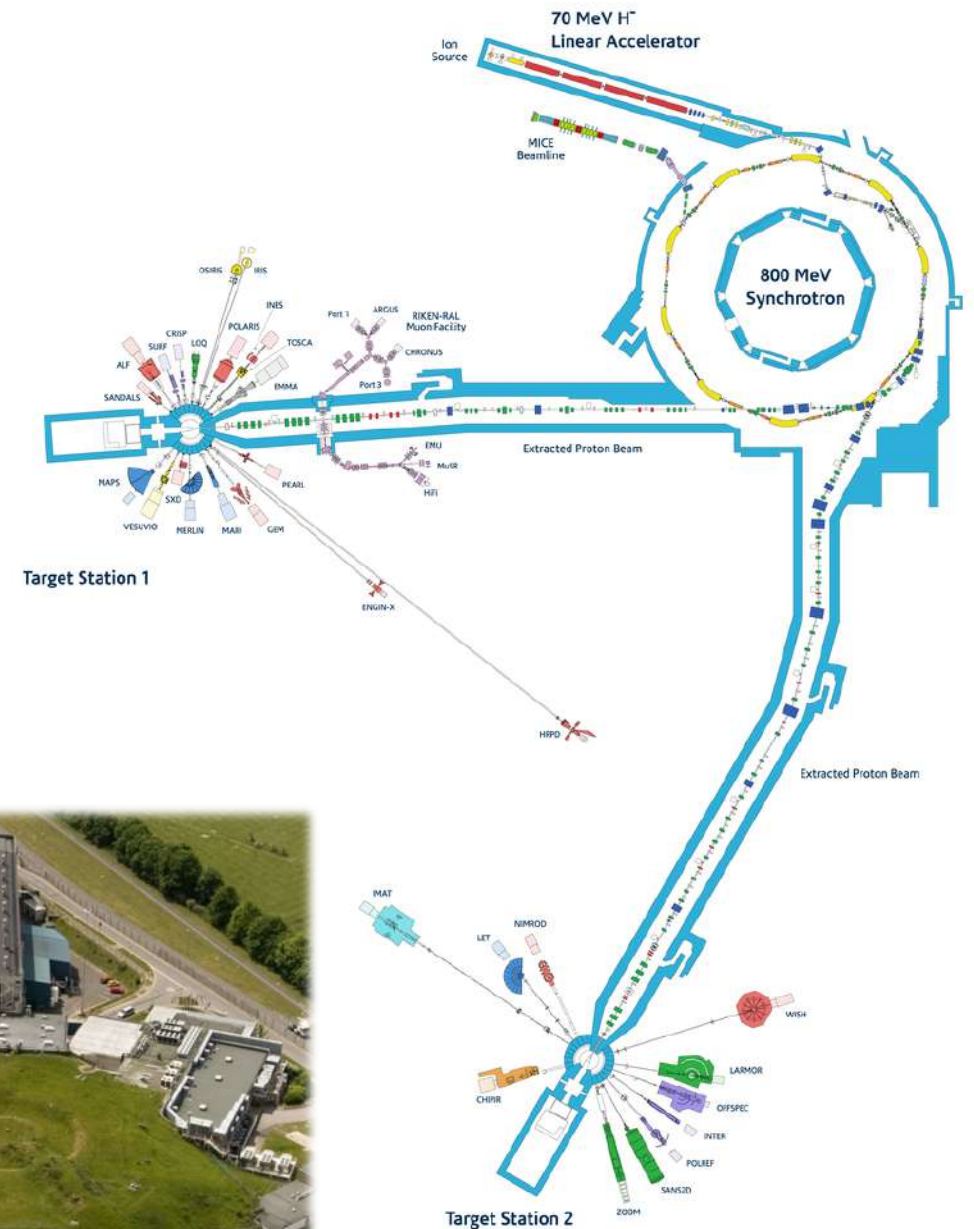 70 MeV H⁻
Linear Accelerator
Ion
Source
MICE
Beamline
800 MeV
Synchrotron
OSIRIS
IRIS
INES
POLARIS
TOSCA
CRISP
SURF
LOQ
ALF
EMMA
SANDALS
Port 1
ARGUS
RIKEN-RAL
Muon Facility
CHRONUS
Port 3
Extracted Proton Beam
EMU
MuSR
HiFi
MAPS
VESUVIO
SXD
MERLIN
MARI
GEM
PEARL
Target Station 1
ENGIN-X
HRPD
Extracted Proton Beam
IMAT
LET
NIMROD
WISH
CHIPIR
LARMOR
OFFSPEC
INTER
POLREF
SANS2D
ZOOM
Target Station 2